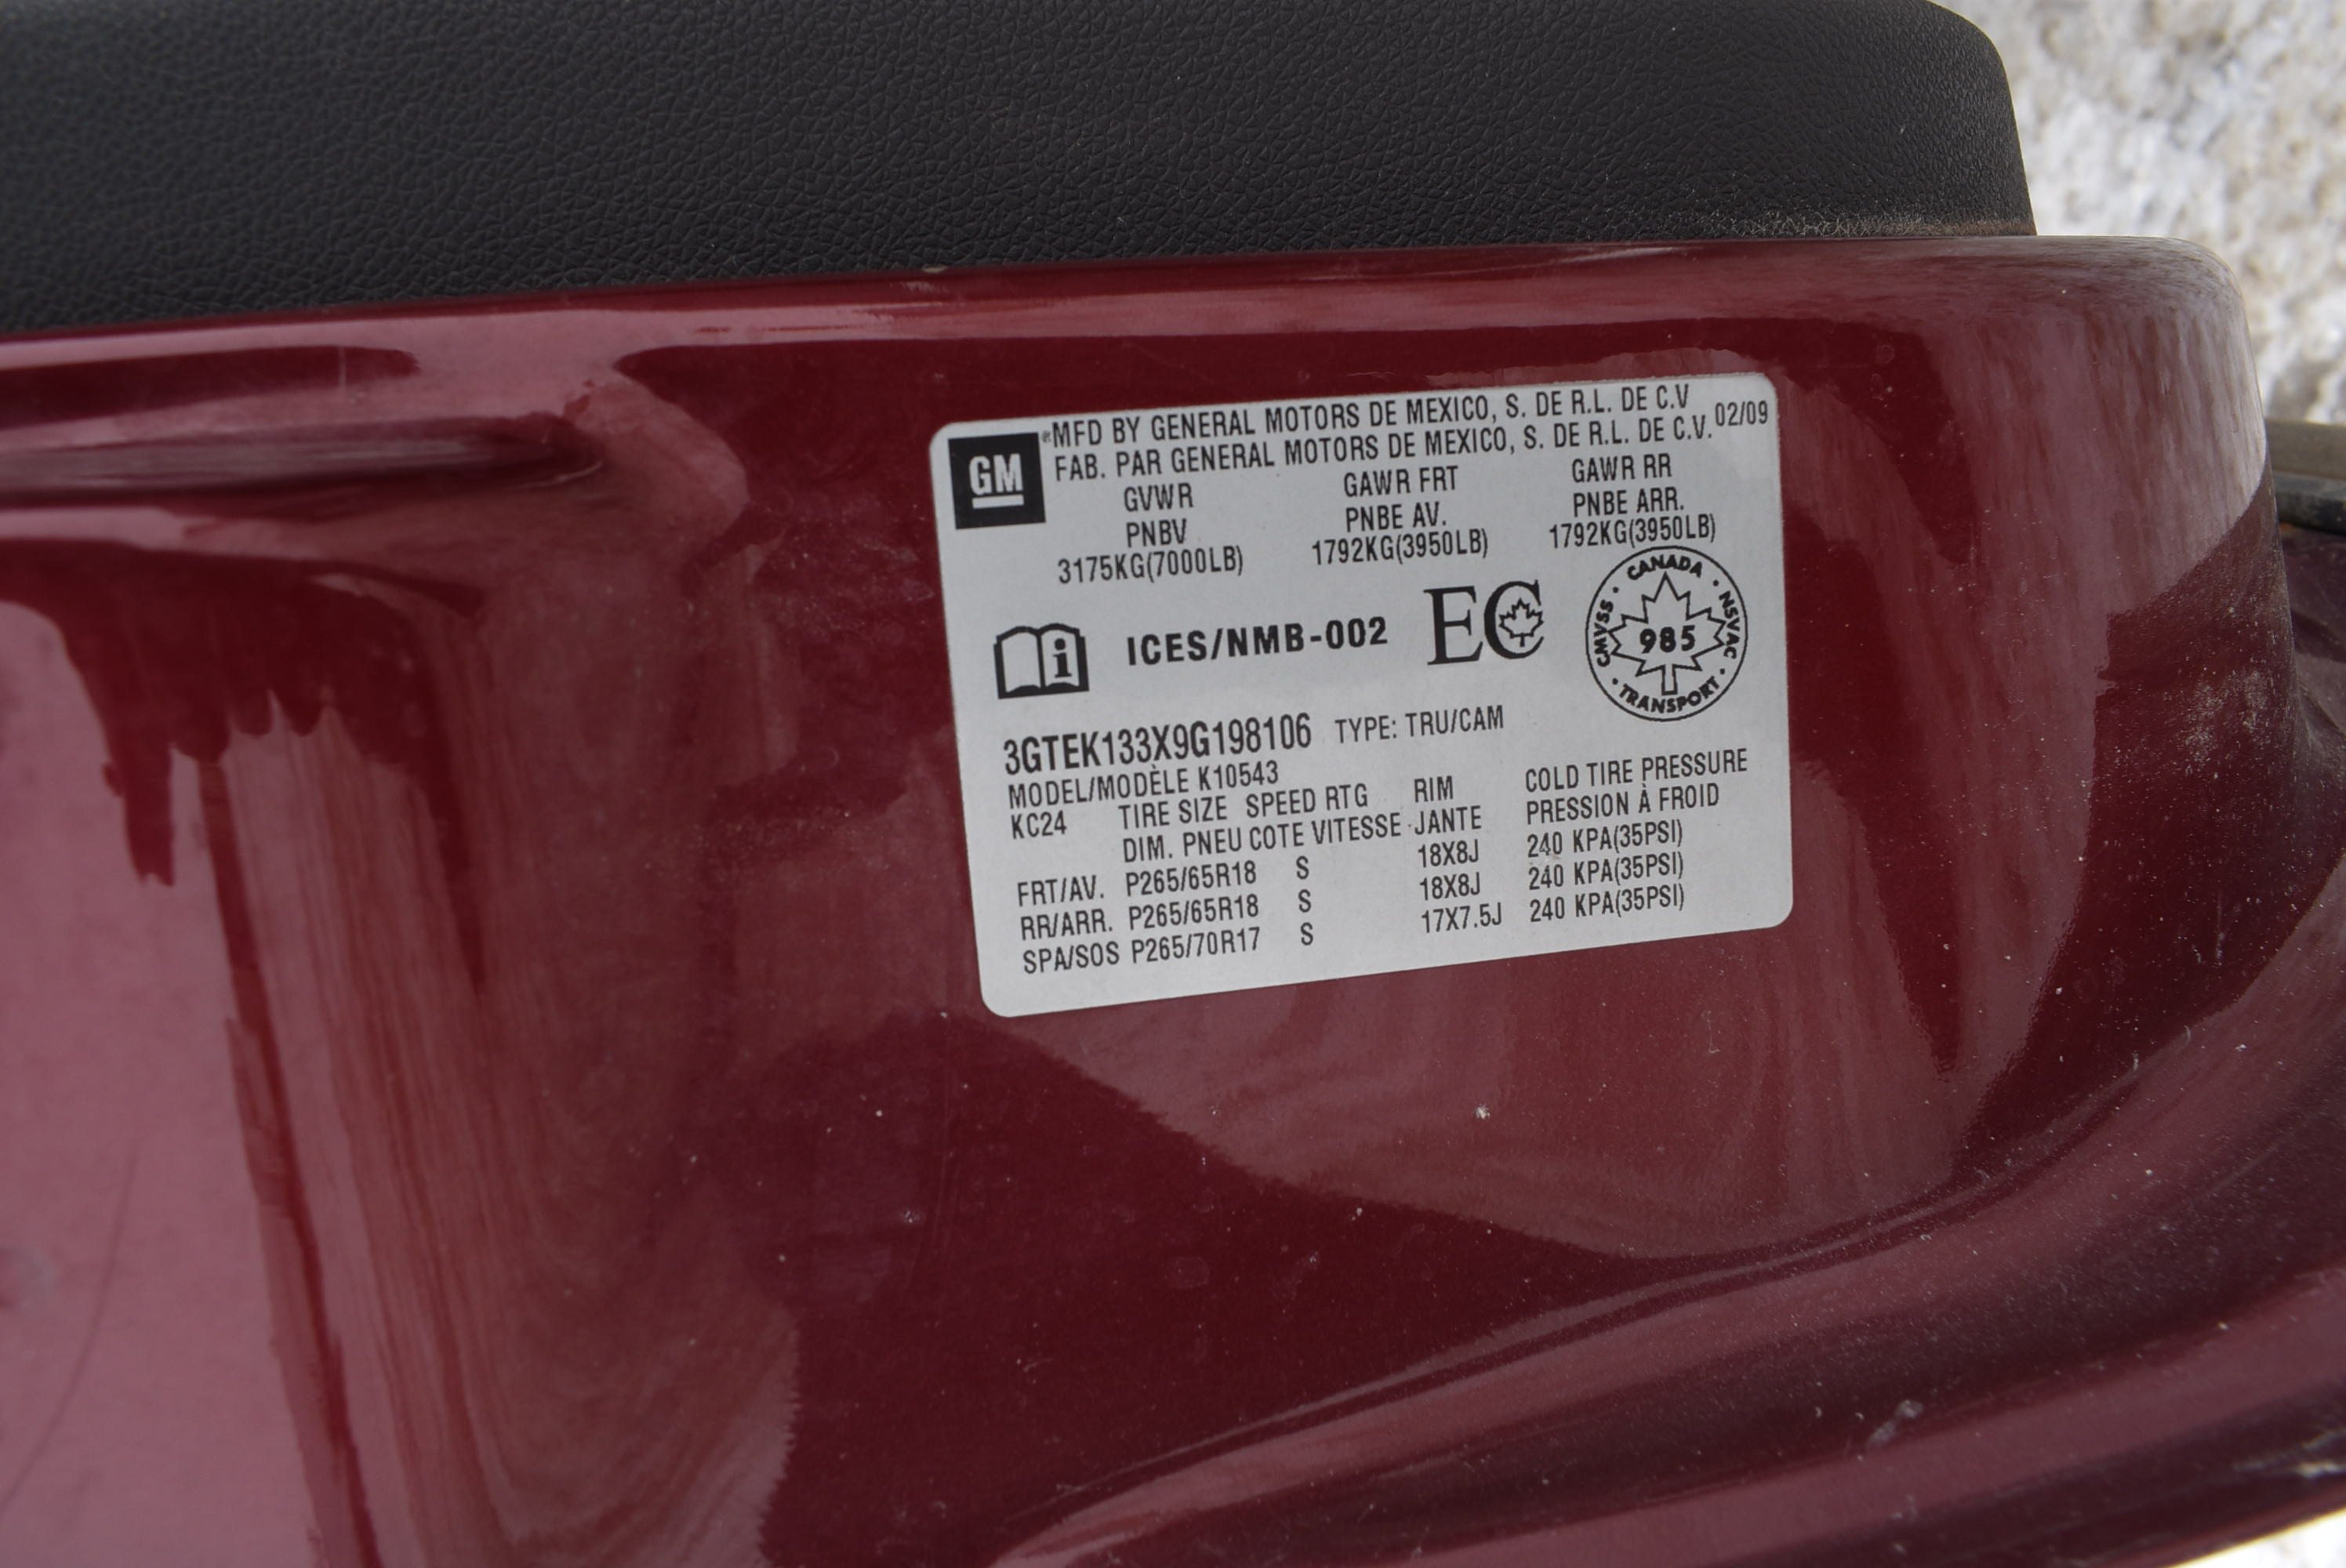 GM
®MFD BY GENERAL MOTORS DE MEXICO, S. DE R.L. DE C.V
FAB. PAR GENERAL MOTORS DE MEXICO, S. DE R.L. DE C.V. 02/09
GVWR GAWR FRT GAWR RR
PNBV PNBE AV. PNBE ARR.
3175KG(7000LB) 1792KG(3950LB) 1792KG(3950LB)
i ICES/NMB-002 EC
CANADA · NSVAC · TRANSPORT · CMVSS ·
985
3GTEK133X9G198106 TYPE: TRU/CAM
MODEL/MODÈLE K10543
KC24 TIRE SIZE SPEED RTG RIM COLD TIRE PRESSURE
DIM. PNEU COTE VITESSE JANTE PRESSION À FROID
FRT/AV. P265/65R18 S 18X8J 240 KPA(35PSI)
RR/ARR. P265/65R18 S 18X8J 240 KPA(35PSI)
SPA/SOS P265/70R17 S 17X7.5J 240 KPA(35PSI)